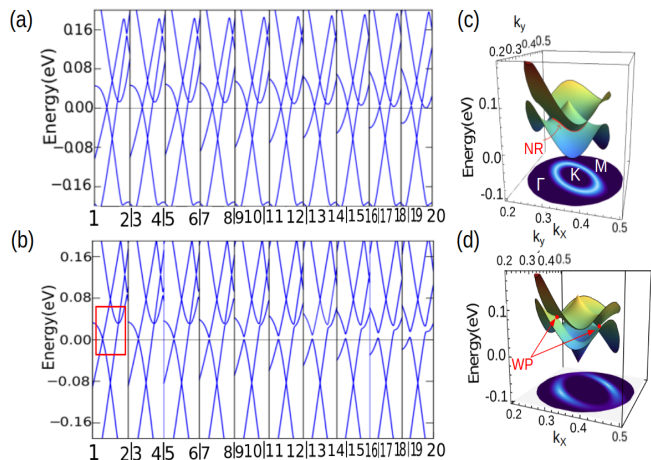 (a)
Energy(eV)
0.16
0.08
0.00
−0.08
−0.16
1 2|3 4|5 6|7 8|9 10|11 12|13 14|15 16|17 18|19 20
(b)
Energy(eV)
0.16
0.08
0.00
−0.08
−0.16
1 2|3 4|5 6|7 8|9 10|11 12|13 14|15 16|17 18|19 20
(c)
k_y
0.2 0.3 0.4 0.5
Energy(eV)
0.1
0.0
-0.1
NR
Γ K M
0.2 0.3 0.4 0.5
k_X
(d)
k_y
0.2 0.3 0.4 0.5
Energy(eV)
0.1
0.0
-0.1
WP
0.2 0.3 0.4 0.5
k_X